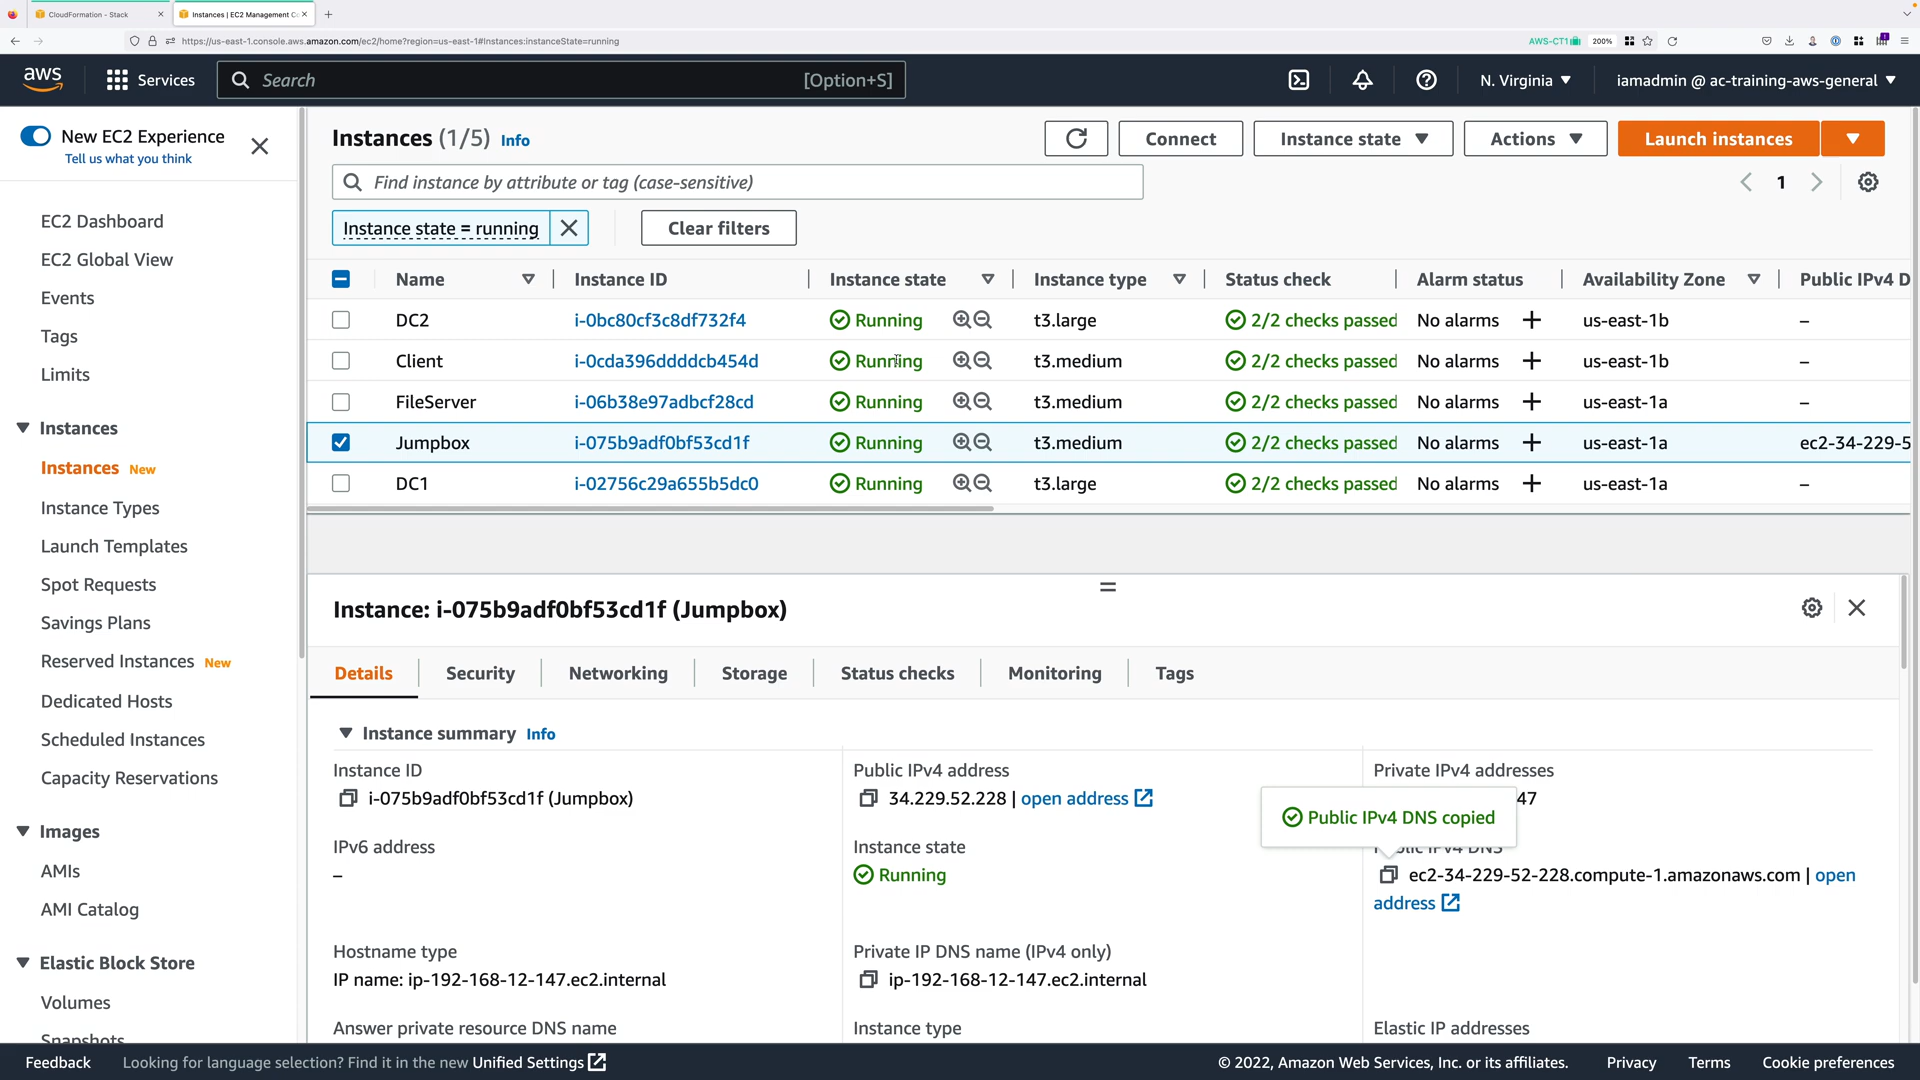 CloudFormation - Stack
Instances | EC2 Management Co
https://us-east-1.console.aws.amazon.com/ec2/home?region=us-east-1#Instances:instanceState=running
AWS-CT1
200%
aws
Services
Search
[Option+S]
N. Virginia
iamadmin @ ac-training-aws-general
New EC2 Experience
Tell us what you think
EC2 Dashboard
EC2 Global View
Events
Tags
Limits
Instances
Instances New
Instance Types
Launch Templates
Spot Requests
Savings Plans
Reserved Instances New
Dedicated Hosts
Scheduled Instances
Capacity Reservations
Images
AMIs
AMI Catalog
Elastic Block Store
Volumes
Snapshots
Instances (1/5) Info
Connect
Instance state
Actions
Launch instances
Find instance by attribute or tag (case-sensitive)
1
Instance state = running
Clear filters
Name Instance ID Instance state Instance type Status check Alarm status Availability Zone Public IPv4 D
DC2 i-0bc80cf3c8df732f4 Running t3.large 2/2 checks passed No alarms + us-east-1b –
Client i-0cda396ddddcb454d Running t3.medium 2/2 checks passed No alarms + us-east-1b –
FileServer i-06b38e97adbcf28cd Running t3.medium 2/2 checks passed No alarms + us-east-1a –
Jumpbox i-075b9adf0bf53cd1f Running t3.medium 2/2 checks passed No alarms + us-east-1a ec2-34-229-5
DC1 i-02756c29a655b5dc0 Running t3.large 2/2 checks passed No alarms + us-east-1a –
Instance: i-075b9adf0bf53cd1f (Jumpbox)
Details
Security
Networking
Storage
Status checks
Monitoring
Tags
Instance summary Info
Instance ID
i-075b9adf0bf53cd1f (Jumpbox)
Public IPv4 address
34.229.52.228 | open address
Private IPv4 addresses
47
Public IPv4 DNS copied
IPv6 address
–
Instance state
Running
Public IPv4 DNS
ec2-34-229-52-228.compute-1.amazonaws.com | open
address
Hostname type
IP name: ip-192-168-12-147.ec2.internal
Private IP DNS name (IPv4 only)
ip-192-168-12-147.ec2.internal
Answer private resource DNS name
Instance type
Elastic IP addresses
Feedback
Looking for language selection? Find it in the new Unified Settings
© 2022, Amazon Web Services, Inc. or its affiliates.
Privacy
Terms
Cookie preferences